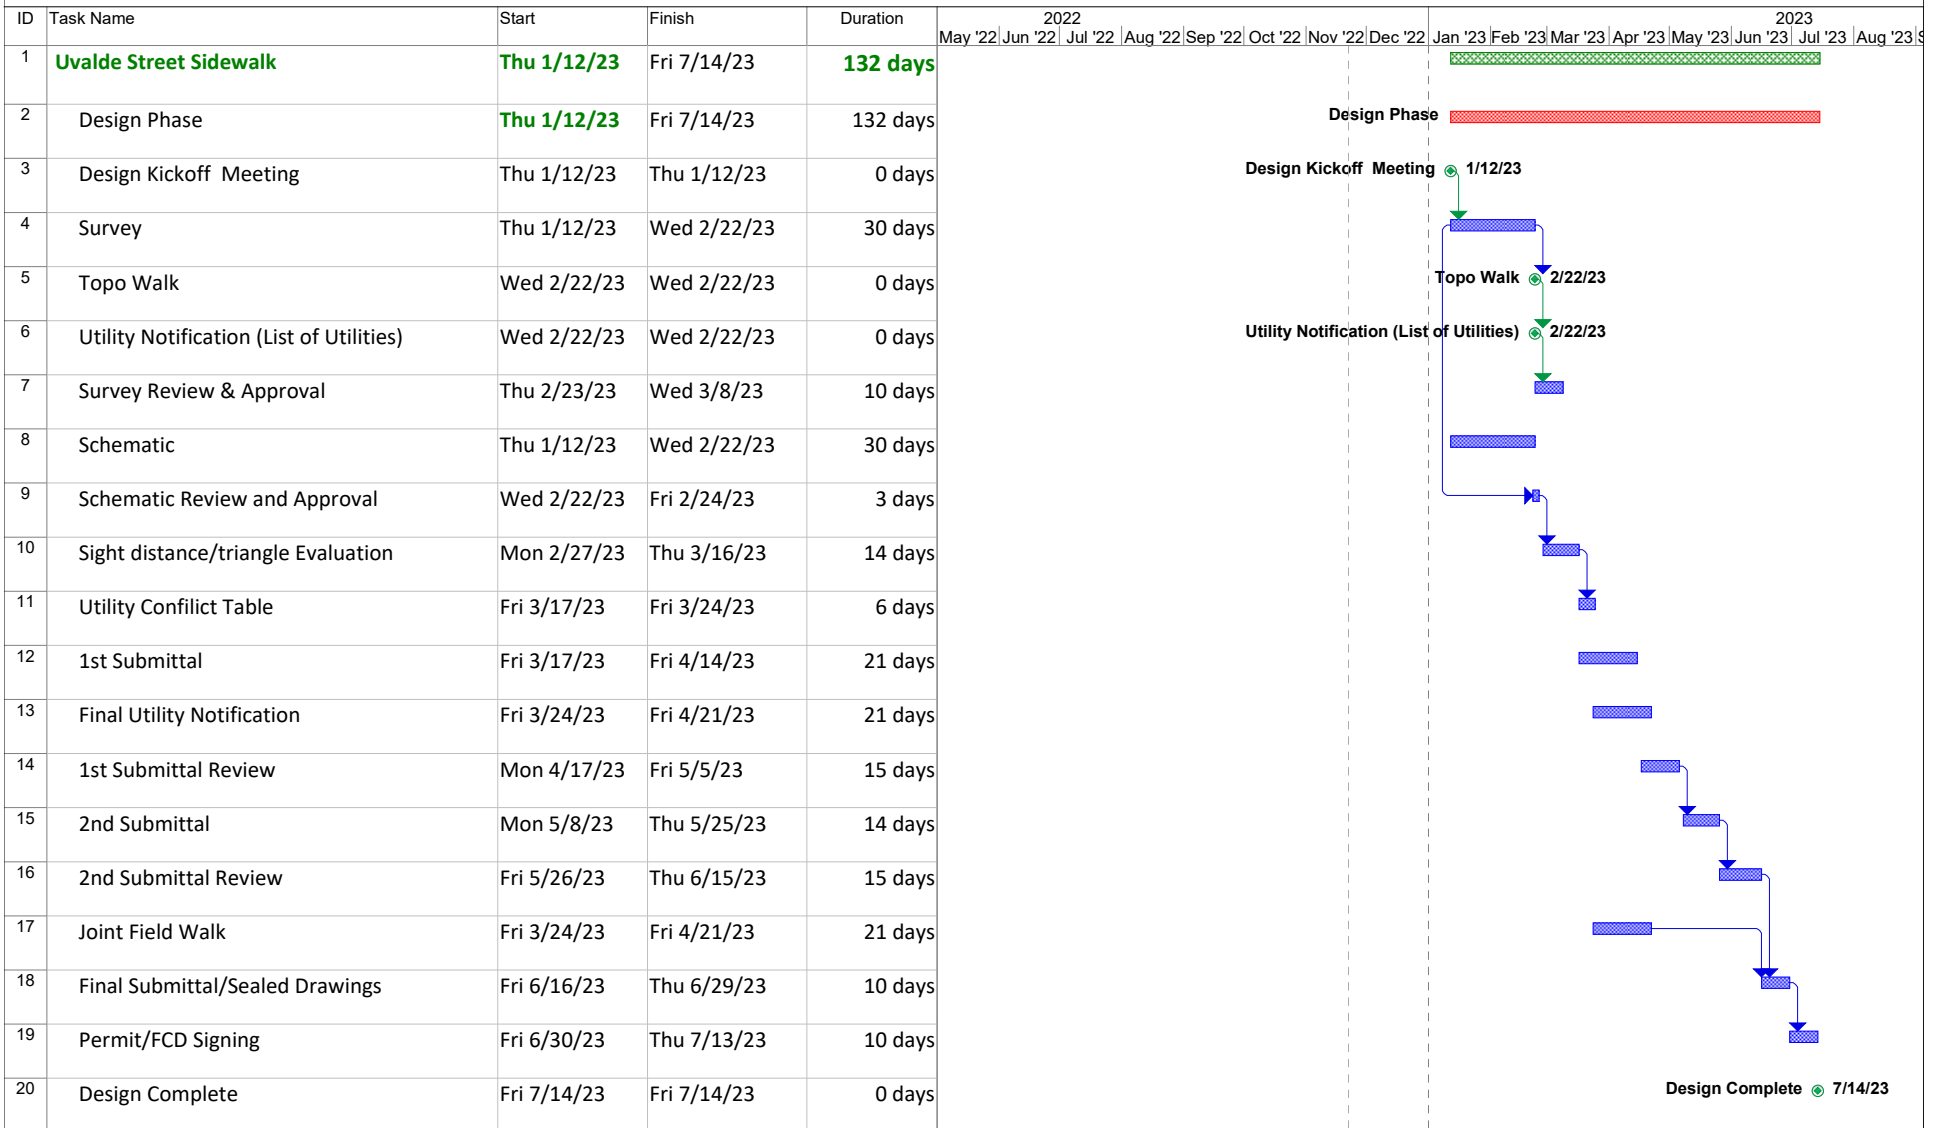 ID Task Name Start Finish Duration 2022 2023
May '22 Jun '22 Jul '22 Aug '22 Sep '22 Oct '22 Nov '22 Dec '22 Jan '23 Feb '23 Mar '23 Apr '23 May '23 Jun '23 Jul '23 Aug '23 S
1 Uvalde Street Sidewalk Thu 1/12/23 Fri 7/14/23 132 days
2 Design Phase Thu 1/12/23 Fri 7/14/23 132 days Design Phase
3 Design Kickoff Meeting Thu 1/12/23 Thu 1/12/23 0 days Design Kickoff Meeting 1/12/23
4 Survey Thu 1/12/23 Wed 2/22/23 30 days
5 Topo Walk Wed 2/22/23 Wed 2/22/23 0 days Topo Walk 2/22/23
6 Utility Notification (List of Utilities) Wed 2/22/23 Wed 2/22/23 0 days Utility Notification (List of Utilities) 2/22/23
7 Survey Review & Approval Thu 2/23/23 Wed 3/8/23 10 days
8 Schematic Thu 1/12/23 Wed 2/22/23 30 days
9 Schematic Review and Approval Wed 2/22/23 Fri 2/24/23 3 days
10 Sight distance/triangle Evaluation Mon 2/27/23 Thu 3/16/23 14 days
11 Utility Confilict Table Fri 3/17/23 Fri 3/24/23 6 days
12 1st Submittal Fri 3/17/23 Fri 4/14/23 21 days
13 Final Utility Notification Fri 3/24/23 Fri 4/21/23 21 days
14 1st Submittal Review Mon 4/17/23 Fri 5/5/23 15 days
15 2nd Submittal Mon 5/8/23 Thu 5/25/23 14 days
16 2nd Submittal Review Fri 5/26/23 Thu 6/15/23 15 days
17 Joint Field Walk Fri 3/24/23 Fri 4/21/23 21 days
18 Final Submittal/Sealed Drawings Fri 6/16/23 Thu 6/29/23 10 days
19 Permit/FCD Signing Fri 6/30/23 Thu 7/13/23 10 days
20 Design Complete Fri 7/14/23 Fri 7/14/23 0 days Design Complete 7/14/23